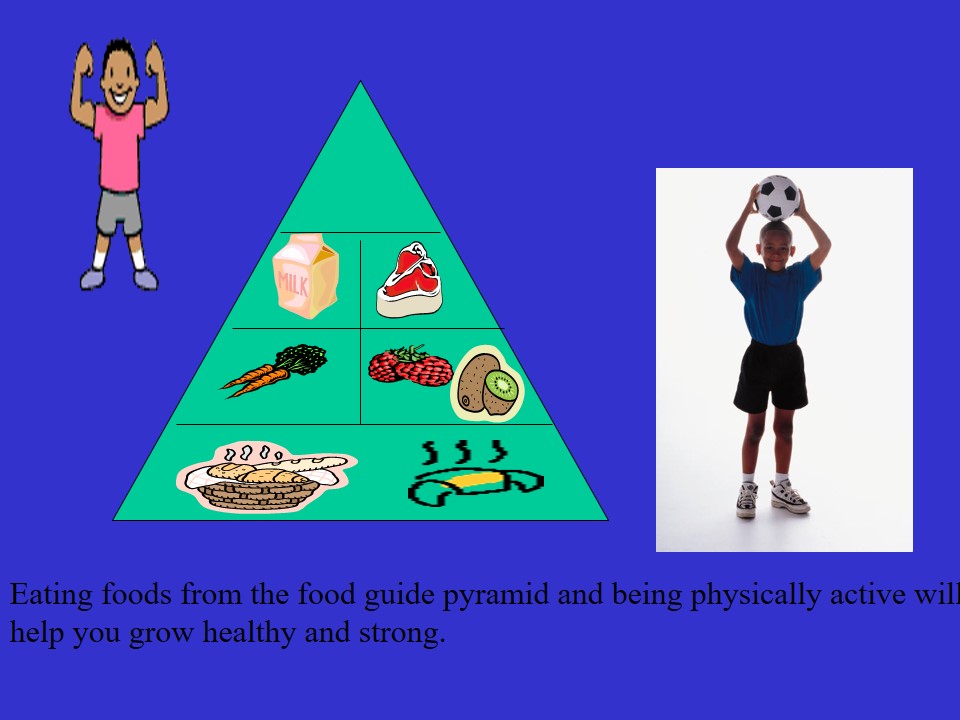 MILK
Eating foods from the food guide pyramid and being physically active will
help you grow healthy and strong.